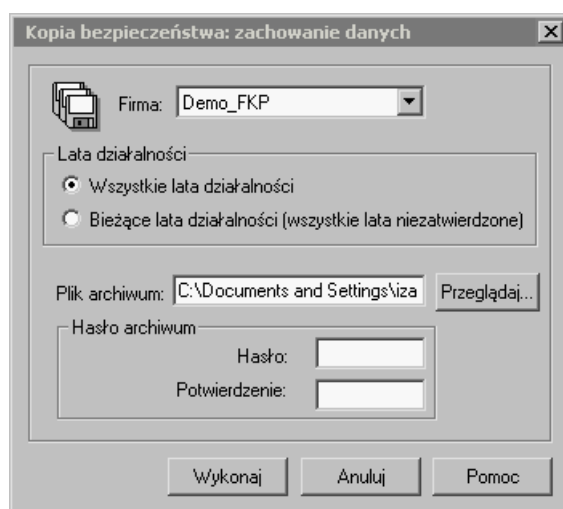 Kopia bezpieczeństwa: zachowanie danych
Firma: Demo_FKP
Lata działalności
Wszystkie lata działalności
Bieżące lata działalności (wszystkie lata niezatwierdzone)
Plik archiwum: C:\Documents and Settings\iza Przeglądaj...
Hasło archiwum
Hasło:
Potwierdzenie:
Wykonaj Anuluj Pomoc